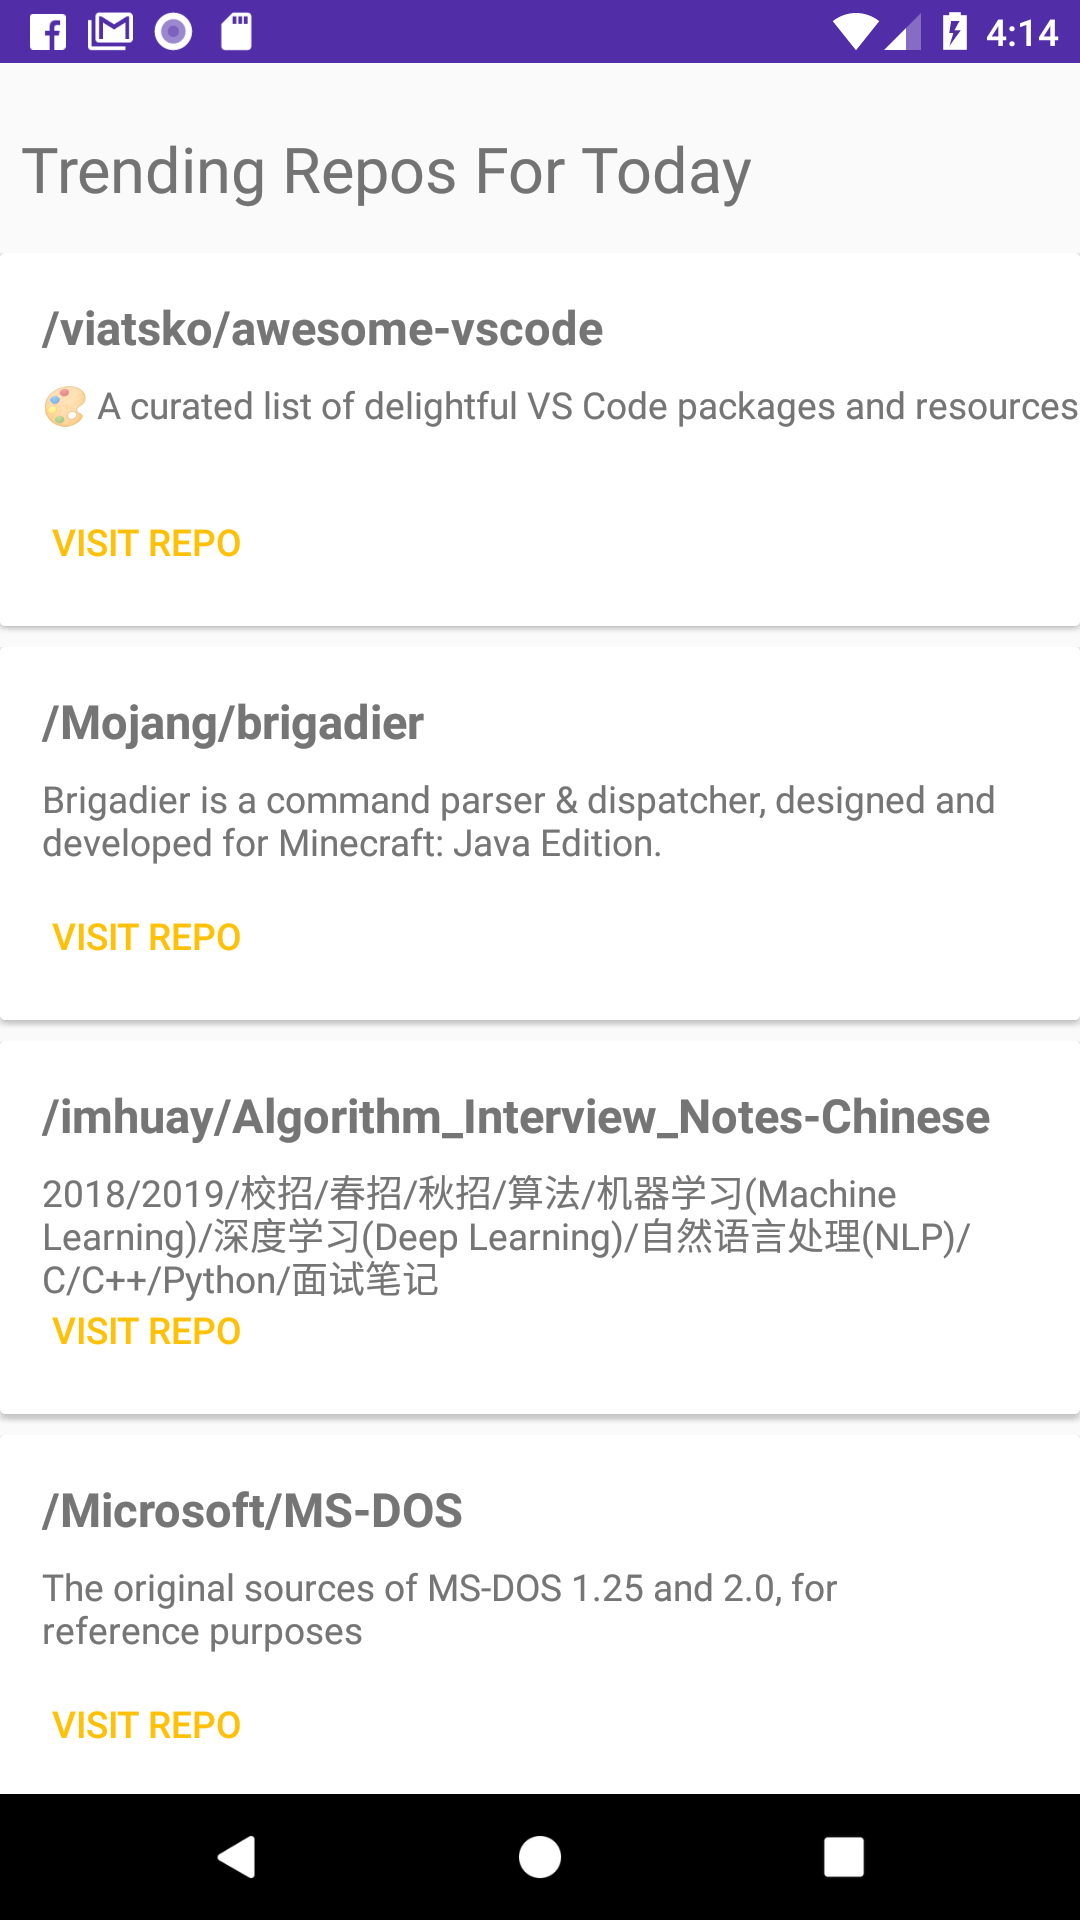 4:14
Trending Repos For Today
/viatsko/awesome-vscode
🎨 A curated list of delightful VS Code packages and resources
VISIT REPO
/Mojang/brigadier
Brigadier is a command parser & dispatcher, designed and
developed for Minecraft: Java Edition.
VISIT REPO
/imhuay/Algorithm_Interview_Notes-Chinese
2018/2019/校招/春招/秋招/算法/机器学习(Machine
Learning)/深度学习(Deep Learning)/自然语言处理(NLP)/
C/C++/Python/面试笔记
VISIT REPO
/Microsoft/MS-DOS
The original sources of MS-DOS 1.25 and 2.0, for
reference purposes
VISIT REPO